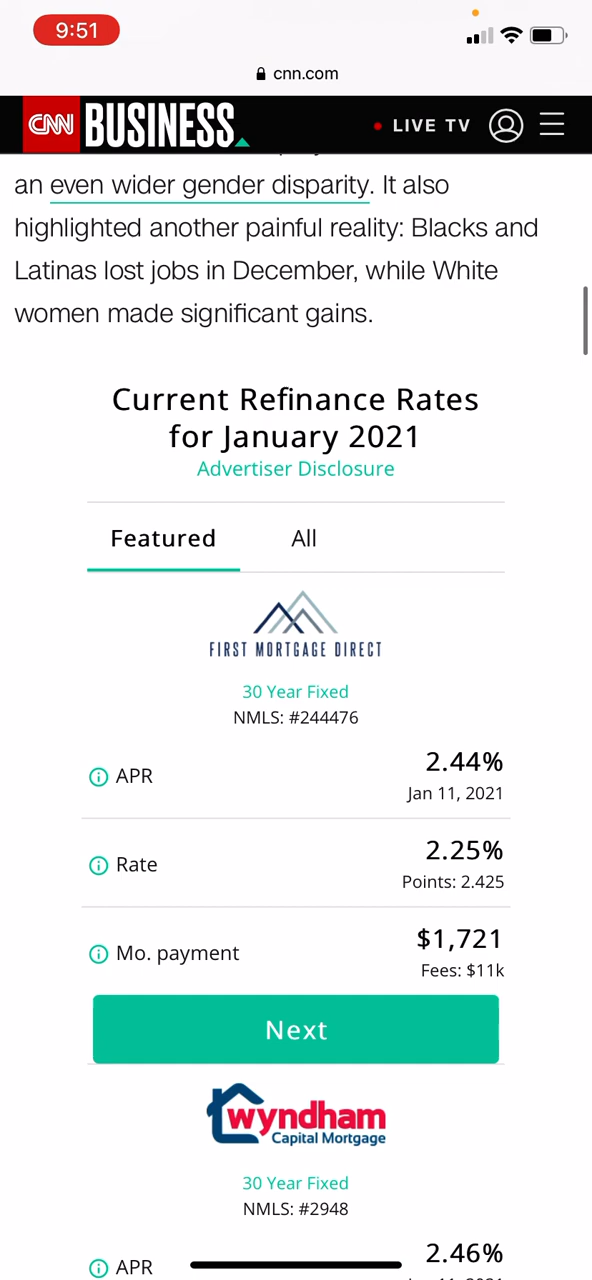 9:51
cnn.com
CNN BUSINESS
LIVE TV
an even wider gender disparity. It also
highlighted another painful reality: Blacks and
Latinas lost jobs in December, while White
women made significant gains.
Current Refinance Rates
for January 2021
Advertiser Disclosure
Featured All
FIRST MORTGAGE DIRECT
30 Year Fixed
NMLS: #244476
APR 2.44%
Jan 11, 2021
Rate 2.25%
Points: 2.425
Mo. payment $1,721
Fees: $11k
Next
wyndham
Capital Mortgage
30 Year Fixed
NMLS: #2948
APR 2.46%